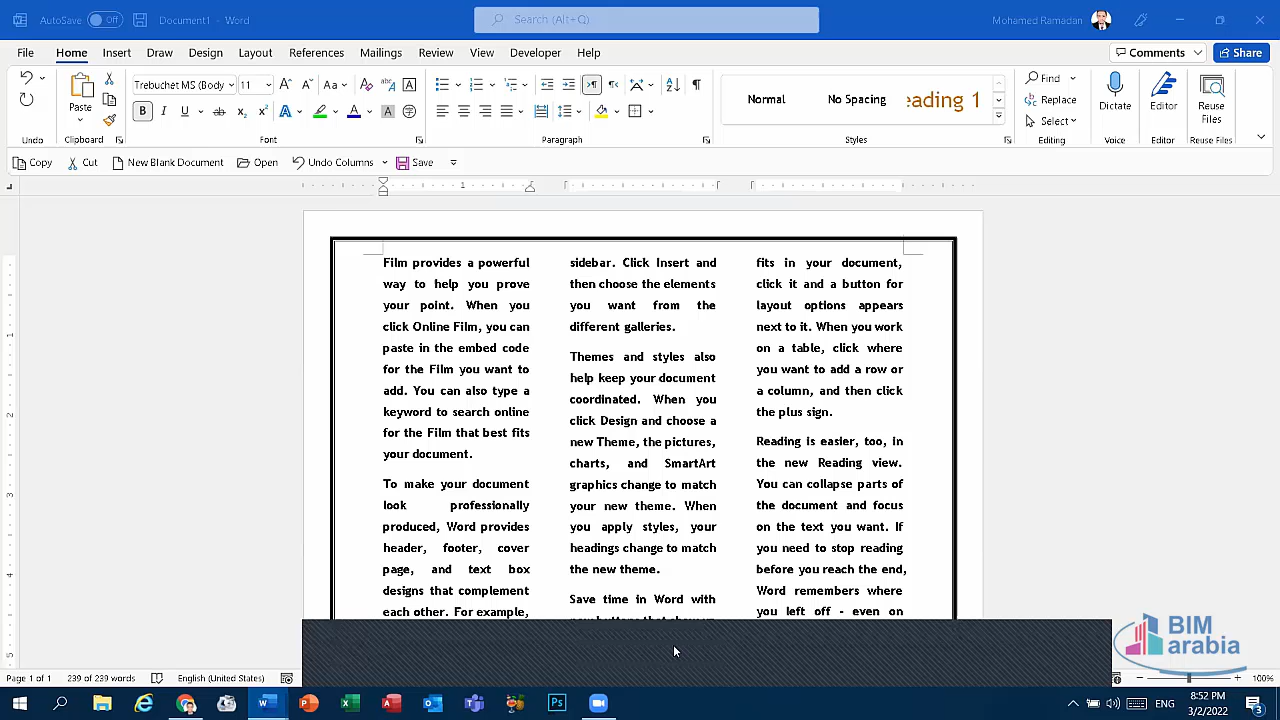 AutoSave Off Document1 - Word Search (Alt+Q) Mohamed Ramadan
File Home Insert Draw Design Layout References Mailings Review View Developer Help Comments Share
Trebuchet MS (Body 11 Aa Normal No Spacing eading 1 Find
Paste B I U Replace Dictate Editor Reuse Files
Select
Undo Clipboard Font Paragraph Styles Editing Voice Editor Reuse Files
Copy Cut New Blank Document Open Undo Columns Save
Film provides a powerful
way to help you prove
your point. When you
click Online Film, you can
paste in the embed code
for the Film you want to
add. You can also type a
keyword to search online
for the Film that best fits
your document.
To make your document
look professionally
produced, Word provides
header, footer, cover
page, and text box
designs that complement
each other. For example,
sidebar. Click Insert and
then choose the elements
you want from the
different galleries.
Themes and styles also
help keep your document
coordinated. When you
click Design and choose a
new Theme, the pictures,
charts, and SmartArt
graphics change to match
your new theme. When
you apply styles, your
headings change to match
the new theme.
Save time in Word with
fits in your document,
click it and a button for
layout options appears
next to it. When you work
on a table, click where
you want to add a row or
a column, and then click
the plus sign.
Reading is easier, too, in
the new Reading view.
You can collapse parts of
the document and focus
on the text you want. If
you need to stop reading
before you reach the end,
Word remembers where
you left off - even on
BIM
arabia
Page 1 of 1 239 of 239 words English (United States) 100%
ENG 8:52 PM
3/2/2022